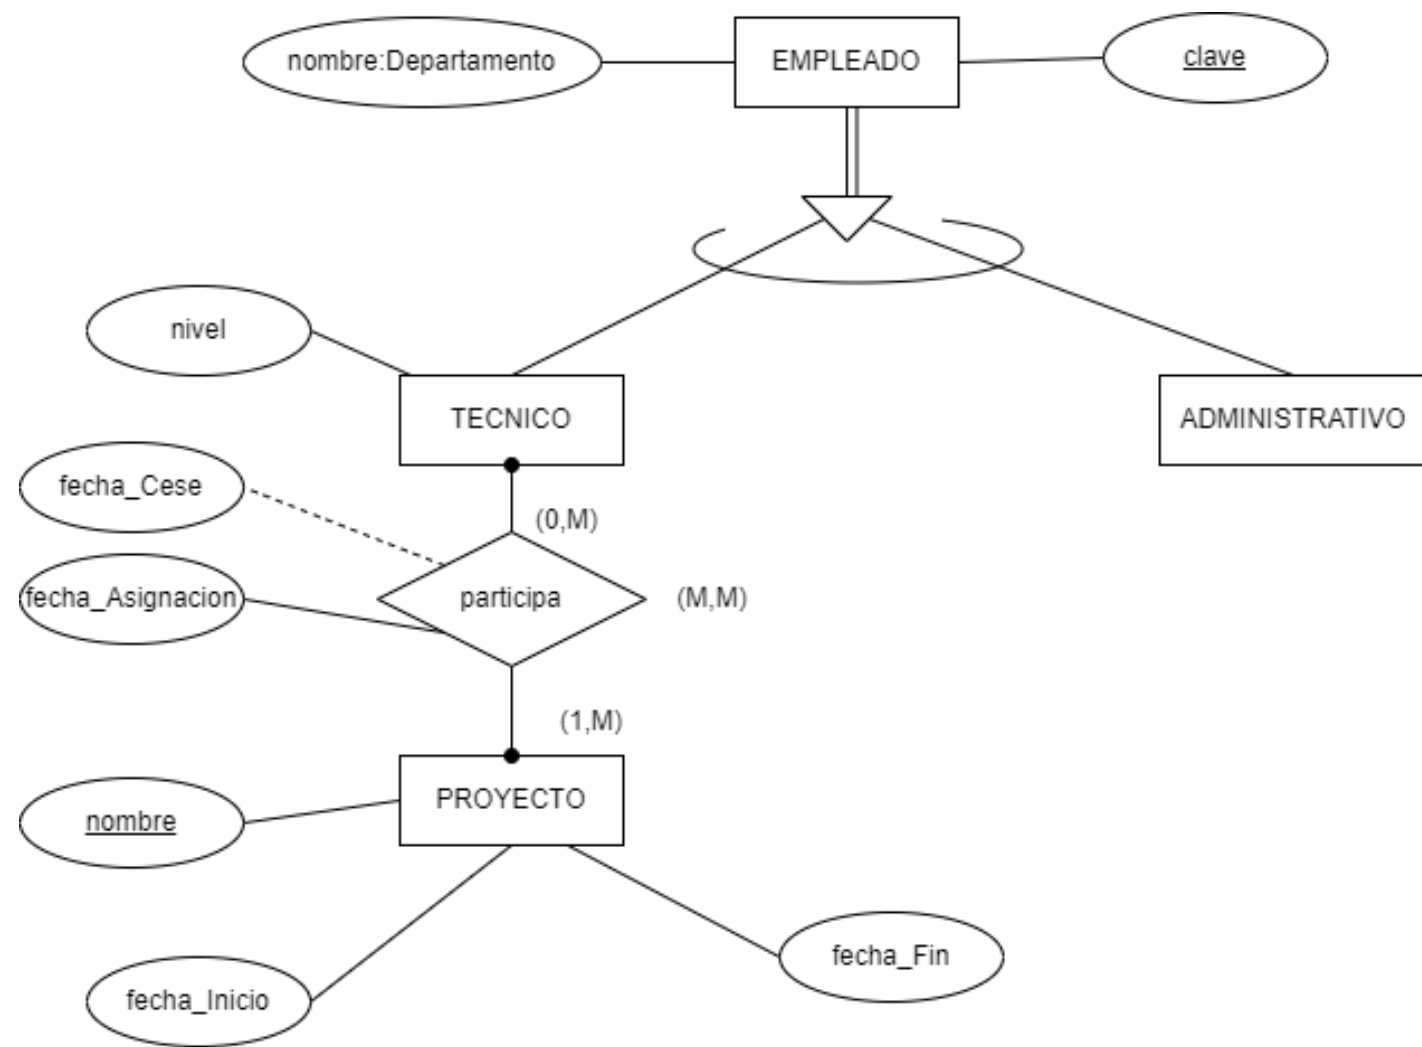 nombre:Departamento
EMPLEADO
clave
nivel
TECNICO
ADMINISTRATIVO
fecha_Cese
(0,M)
fecha_Asignacion
participa
(M,M)
(1,M)
nombre
PROYECTO
fecha_Fin
fecha_Inicio